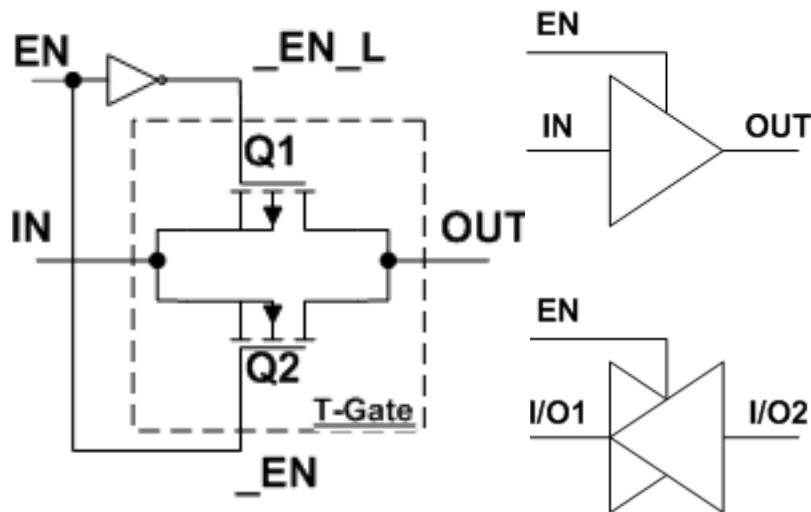 EN
_EN_L
Q1
IN
OUT
Q2
T-Gate
_EN
EN
IN
OUT
EN
I/O1
I/O2